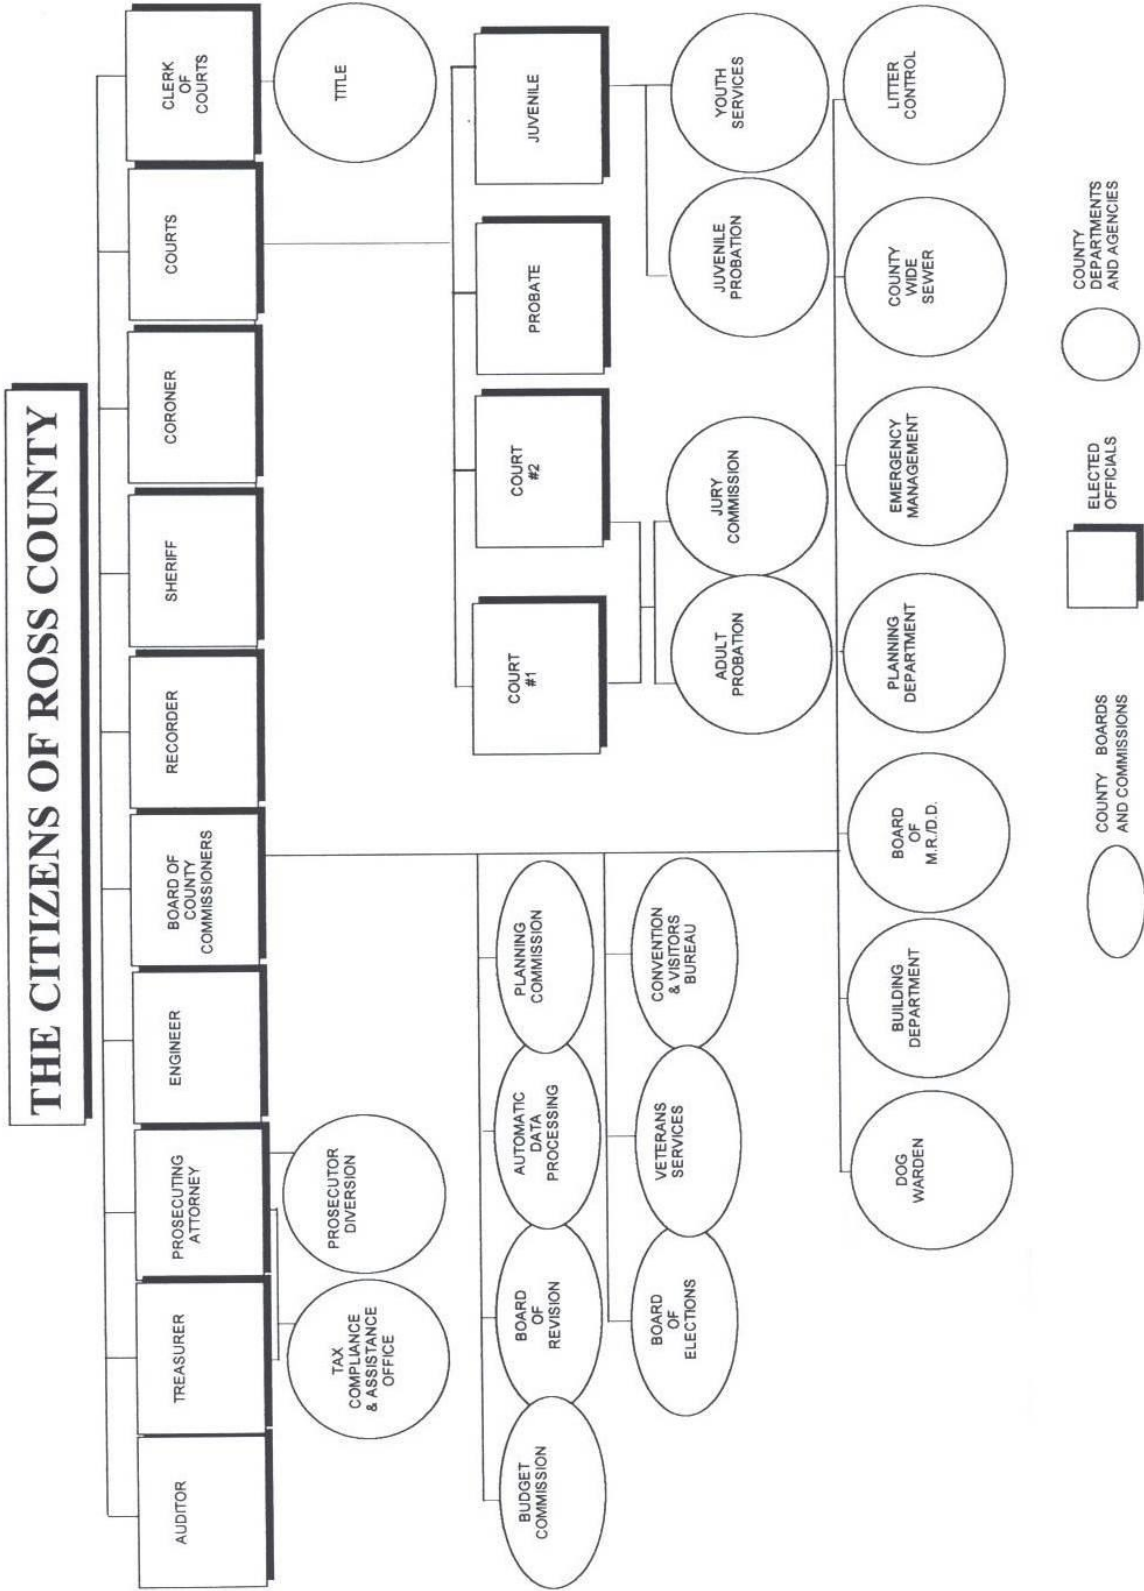 THE CITIZENS OF ROSS COUNTY
AUDITOR
TREASURER
PROSECUTING
ATTORNEY
ENGINEER
BOARD OF
COUNTY
COMMISSIONERS
RECORDER
SHERIFF
CORONER
COURTS
CLERK
OF
COURTS
TAX
COMPLIANCE
& ASSISTANCE
OFFICE
PROSECUTOR
DIVERSION
TITLE
BUDGET
COMMISSION
BOARD
OF
REVISION
AUTOMATIC
DATA
PROCESSING
PLANNING
COMMISSION
COURT
#1
COURT
#2
PROBATE
JUVENILE
BOARD
OF
ELECTIONS
VETERANS
SERVICES
CONVENTION
& VISITORS
BUREAU
ADULT
PROBATION
JURY
COMMISSION
JUVENILE
PROBATION
YOUTH
SERVICES
DOG
WARDEN
BUILDING
DEPARTMENT
BOARD
OF
M.R./D.D.
PLANNING
DEPARTMENT
EMERGENCY
MANAGEMENT
COUNTY
WIDE
SEWER
LITTER
CONTROL
COUNTY BOARDS
AND COMMISSIONS
ELECTED
OFFICIALS
COUNTY
DEPARTMENTS
AND AGENCIES